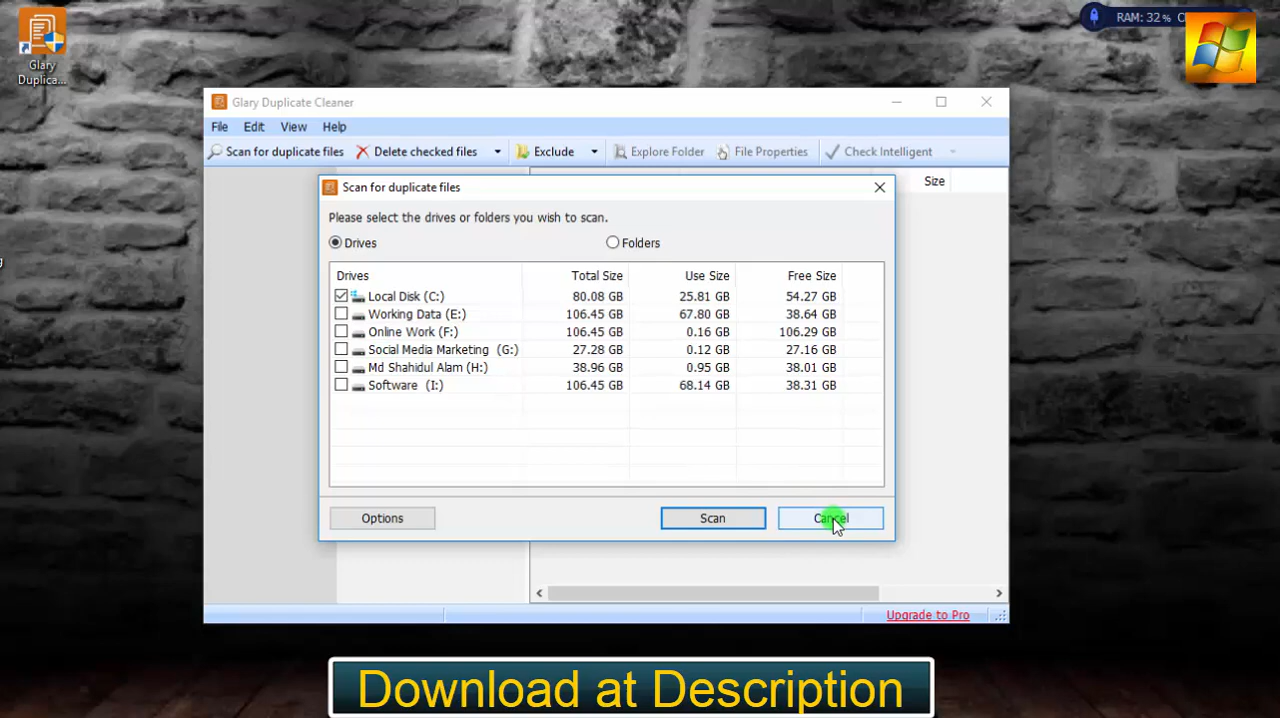 Glary
Duplica...
RAM: 32 %
Glary Duplicate Cleaner
File Edit View Help
Scan for duplicate files Delete checked files Exclude Explore Folder File Properties Check Intelligent
Size
Scan for duplicate files
Please select the drives or folders you wish to scan.
Drives Folders
Drives Total Size Use Size Free Size
Local Disk (C:) 80.08 GB 25.81 GB 54.27 GB
Working Data (E:) 106.45 GB 67.80 GB 38.64 GB
Online Work (F:) 106.45 GB 0.16 GB 106.29 GB
Social Media Marketing (G:) 27.28 GB 0.12 GB 27.16 GB
Md Shahidul Alam (H:) 38.96 GB 0.95 GB 38.01 GB
Software (I:) 106.45 GB 68.14 GB 38.31 GB
Options Scan Cancel
Upgrade to Pro
Download at Description